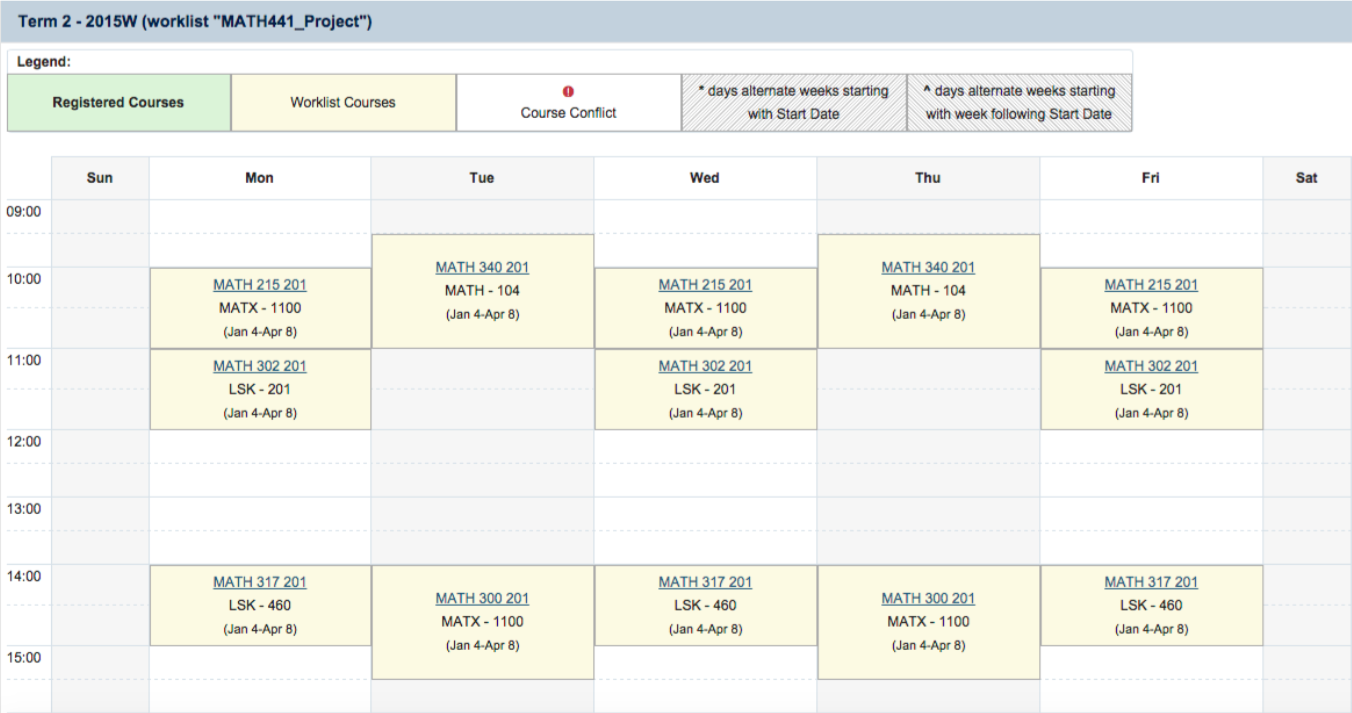 Term 2 - 2015W (worklist "MATH441_Project")
Legend:
Registered Courses
Worklist Courses
Course Conflict
* days alternate weeks starting
with Start Date
^ days alternate weeks starting
with week following Start Date
Sun Mon Tue Wed Thu Fri Sat
09:00
MATH 340 201 MATH 340 201
10:00 MATH 215 201 MATH 215 201 MATH 215 201
MATH - 104 MATH - 104
MATX - 1100 MATX - 1100 MATX - 1100
(Jan 4-Apr 8) (Jan 4-Apr 8)
(Jan 4-Apr 8) (Jan 4-Apr 8) (Jan 4-Apr 8)
11:00 MATH 302 201 MATH 302 201 MATH 302 201
LSK - 201 LSK - 201 LSK - 201
(Jan 4-Apr 8) (Jan 4-Apr 8) (Jan 4-Apr 8)
12:00
13:00
14:00 MATH 317 201 MATH 317 201 MATH 317 201
MATH 300 201 MATH 300 201
LSK - 460 LSK - 460 LSK - 460
MATX - 1100 MATX - 1100
(Jan 4-Apr 8) (Jan 4-Apr 8) (Jan 4-Apr 8)
(Jan 4-Apr 8) (Jan 4-Apr 8)
15:00